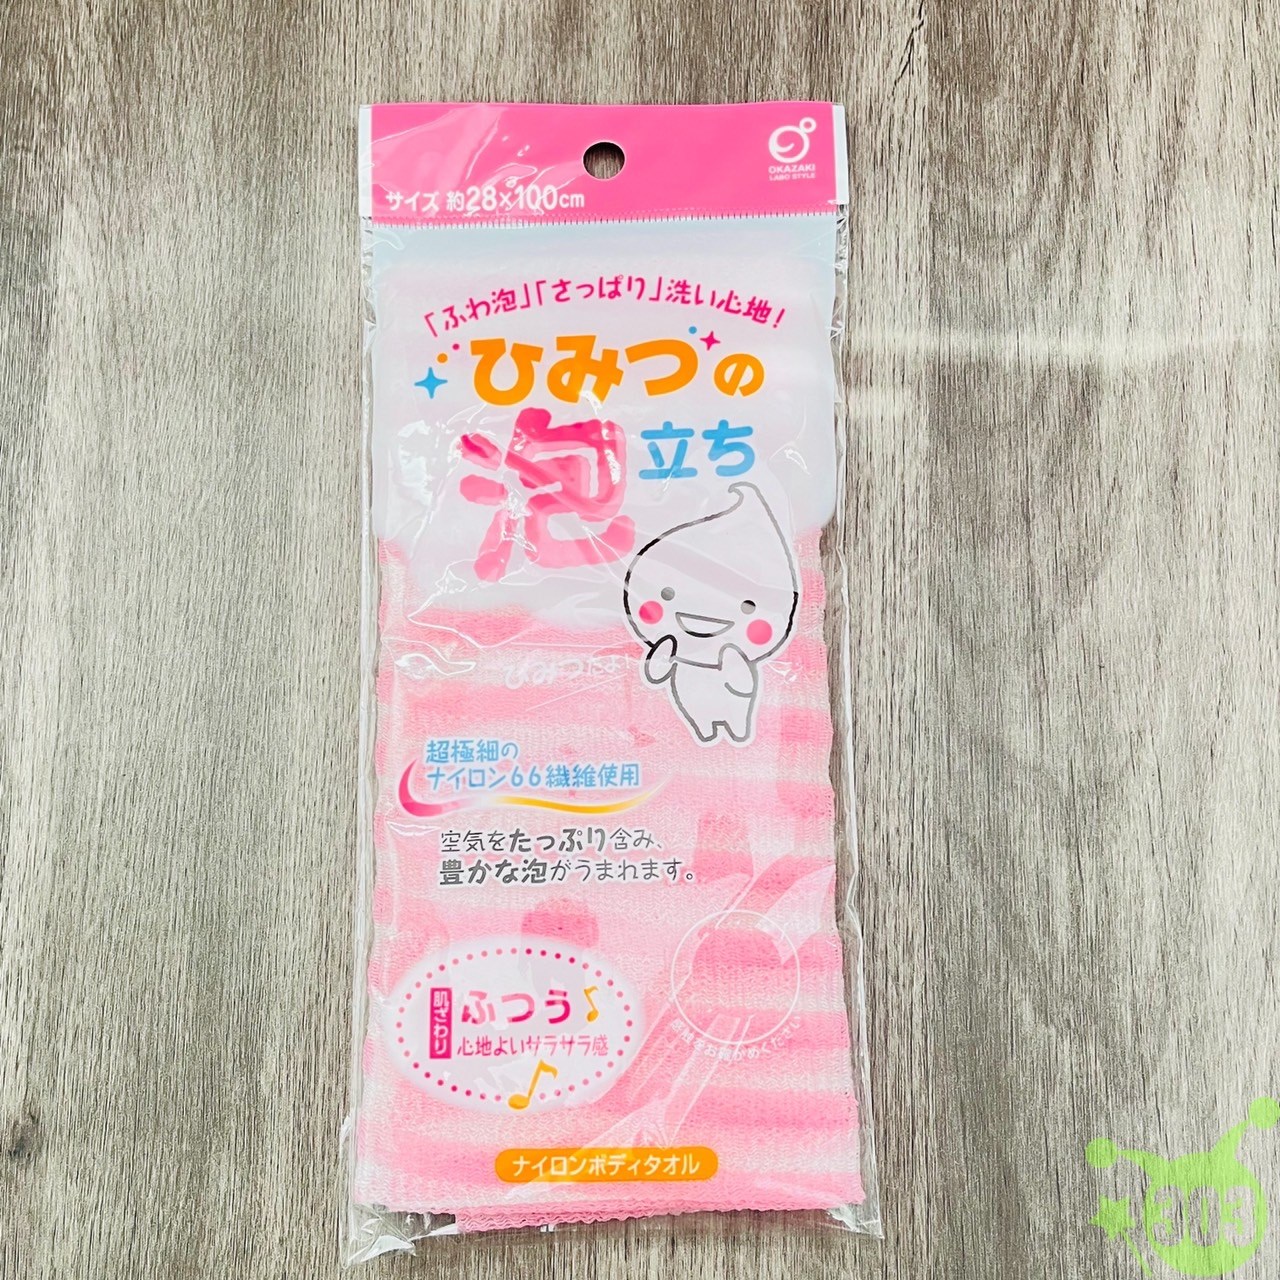 OKAZAKI
LABO STYLE
サイズ 約28×100cm
「ふわ泡」「さっぱり」洗い心地!
ひみつの
泡立ち
ひみつだよ!
超極細の
ナイロン66繊維使用
空気をたっぷり含み、
豊かな泡がうまれます。
肌ざわり
ふつう
心地よいサラサラ感
ナイロンボディタオル
303